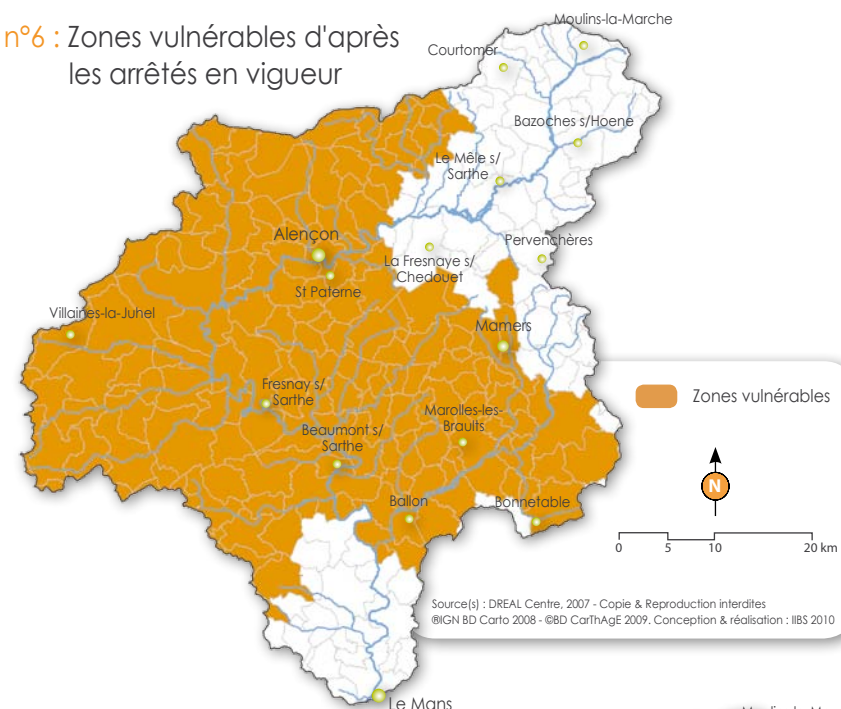 n°6 : Zones vulnérables d'après
les arrêtés en vigueur
Moulins-la-Marche
Courtomer
Bazoches s/Hoene
Le Mêle s/
Sarthe
Alençon
Pervenchères
La Fresnaye s/
Chedouet
St Paterne
Villaines-la-Juhel
Mamers
Fresnay s/
Sarthe
Marolles-les-
Braults
Beaumont s/
Sarthe
Ballon
Bonnetable
Le Mans
Zones vulnérables
N
0 5 10 20 km
Source(s) : DREAL Centre, 2007 - Copie & Reproduction interdites
®IGN BD Carto 2008 - ©BD CarThAgE 2009. Conception & réalisation : IIBS 2010